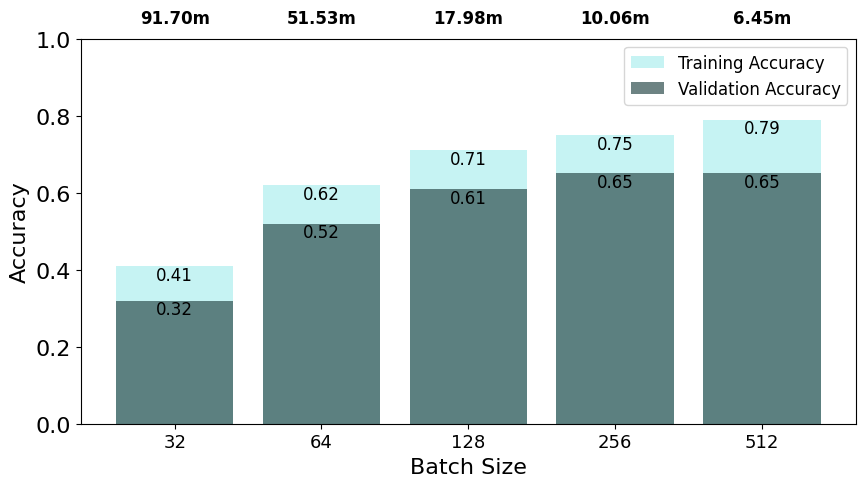 91.70m 51.53m 17.98m 10.06m 6.45m
1.0
Training Accuracy
Validation Accuracy
0.8
0.79
0.75
0.71
0.65 0.65
0.62
0.61
0.6
0.52
0.41
0.4
0.32
0.2
0.0
Accuracy
32 64 128 256 512
Batch Size